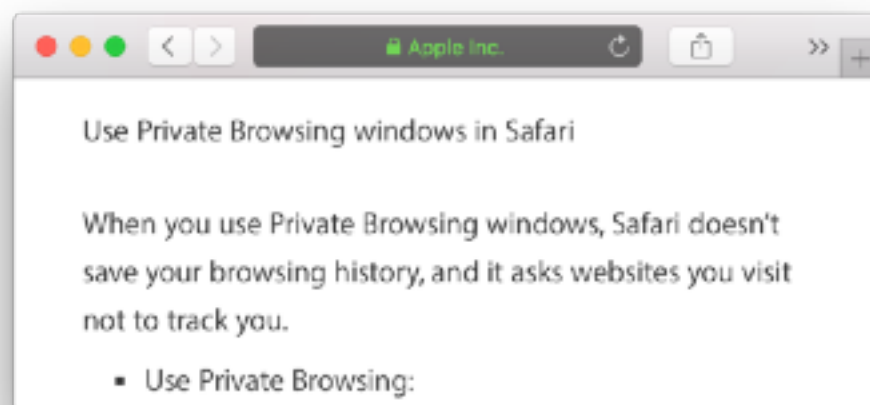 Apple Inc.
Use Private Browsing windows in Safari
When you use Private Browsing windows, Safari doesn't
save your browsing history, and it asks websites you visit
not to track you.
▪ Use Private Browsing: